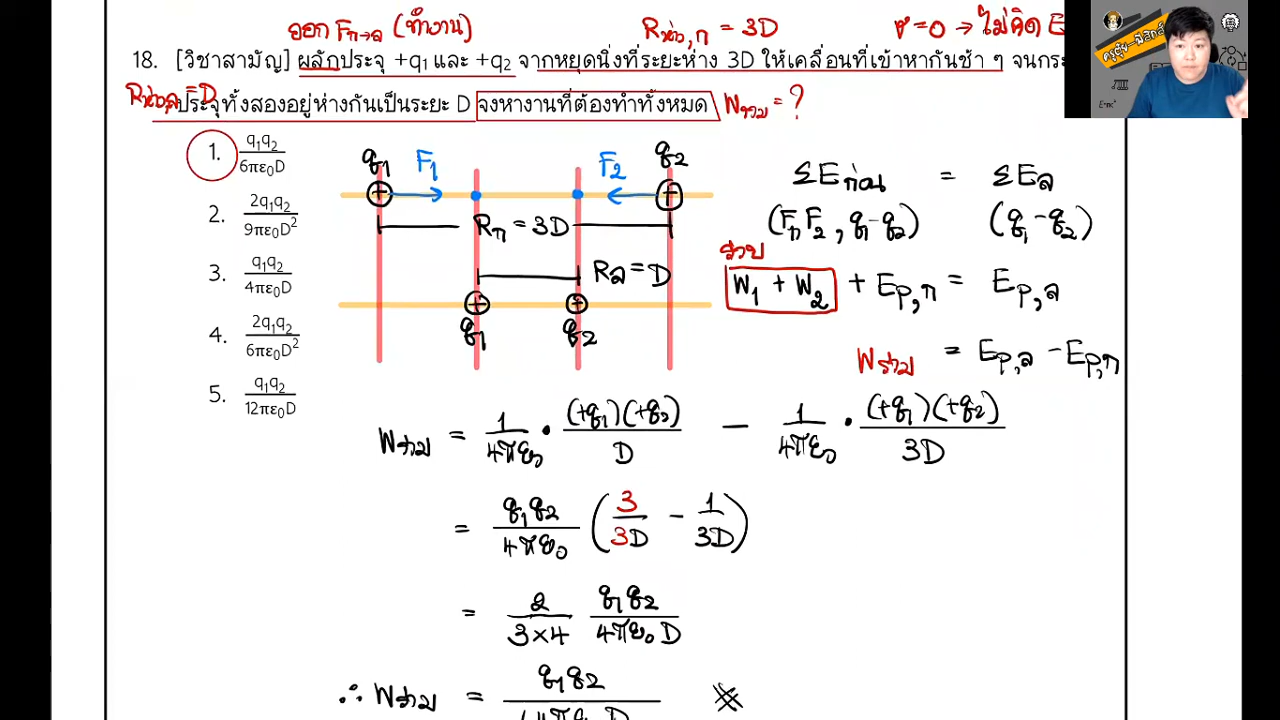 ออก Fก→ล (ทำงาน)
Rห่าง,ก = 3D
v = 0 → ไม่คิด E
18. [วิชาสามัญ] ผลักประจุ +q₁ และ +q₂ จากหยุดนิ่งที่ระยะห่าง 3D ให้เคลื่อนที่เข้าหากันช้า ๆ จนกระ
Rห่าง,ล = D
ประจุทั้งสองอยู่ห่างกันเป็นระยะ D จงหางานที่ต้องทำทั้งหมด Wรวม = ?
1. q₁q₂/6πε₀D
2. 2q₁q₂/9πε₀D²
3. q₁q₂/4πε₀D
4. 2q₁q₂/6πε₀D²
5. q₁q₂/12πε₀D
q₁ F₁ F₂ q₂
+ +
Rก = 3D
Rล = D
+ +
q₁ q₂
ΣEก่อน = ΣEล
(F₁,F₂, q₁-q₂) (q₁-q₂)
รวม
W₁ + W₂ + Ep,ก = Ep,ล
Wรวม = Ep,ล - Ep,ก
Wรวม = 1/4πε₀ • (+q₁)(+q₂)/D - 1/4πε₀ • (+q₁)(+q₂)/3D
= q₁q₂/4πε₀ (3/3D - 1/3D)
= 2/3×4 q₁q₂/4πε₀D
∴ Wรวม = q₁q₂
ครูตุ้ย-ฟิสิกส์
E=mc²